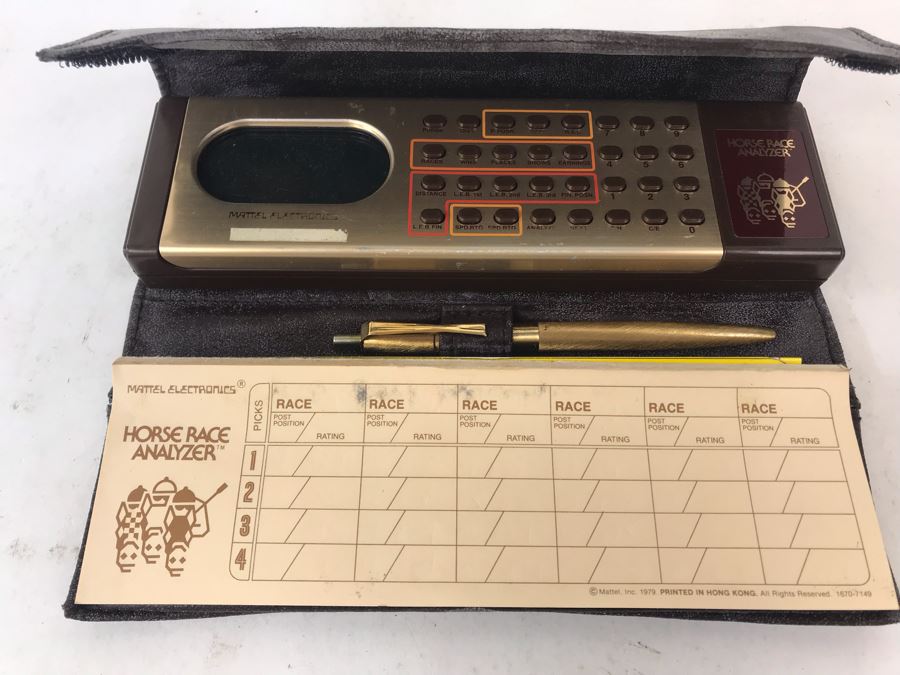 HORSE RACE
ANALYZER
7 8 9
RACES WINS PLACES SHOWS EARNINGS 4 5 6
DISTANCE L.E.B. 1st L.E.B. 2nd L.E.B. 3rd FIN.POSN. 1 2 3
L.E.B FIN. SPD.RTG. SPD.RTG. ANALYZE NEXT C/E 0
MATTEL ELECTRONICS
MATTEL ELECTRONICS®
HORSE RACE
ANALYZER™
PICKS
RACE RACE RACE RACE RACE RACE
POST POSITION RATING POST POSITION RATING POST POSITION RATING POST POSITION RATING POST POSITION RATING POST POSITION RATING
1
2
3
4
©Mattel, Inc. 1979. PRINTED IN HONG KONG. All Rights Reserved. 1670-7149